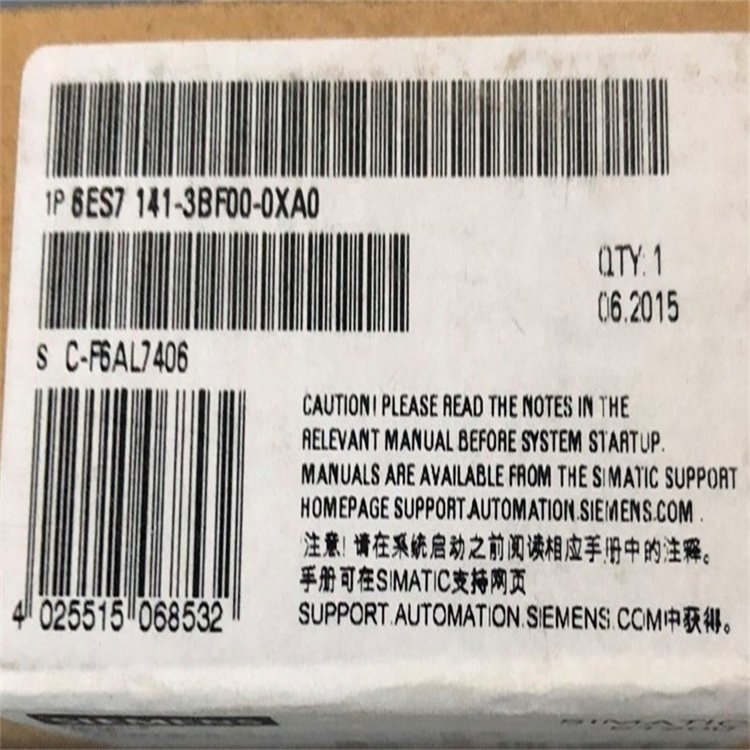 1P 6ES7 141-3BF00-0XA0
QTY: 1
06.2015
S C-F6AL7406
CAUTION! PLEASE READ THE NOTES IN THE
RELEVANT MANUAL BEFORE SYSTEM STARTUP.
MANUALS ARE AVAILABLE FROM THE SIMATIC SUPPORT
HOMEPAGE SUPPORT.AUTOMATION.SIEMENS.COM .
注意! 请在系统启动之前阅读相应手册中的注释。
手册可在SIMATIC支持网页
SUPPORT.AUTOMATION.SIEMENS.COM中获得。
4 025515 068532
SIMATIC